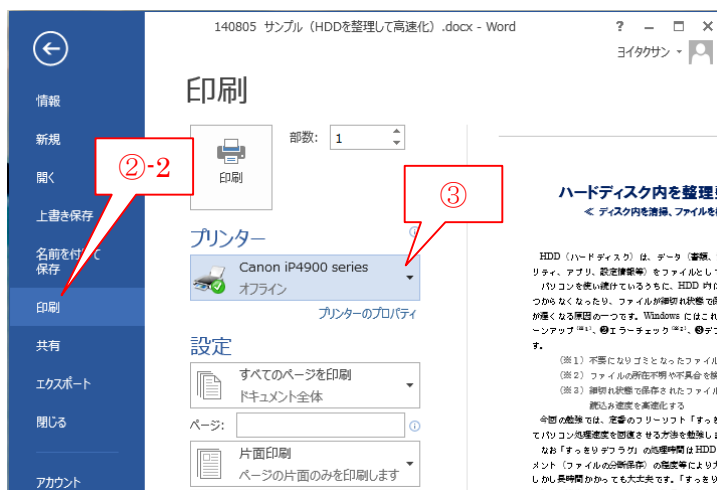 140805 サンプル（HDDを整理して高速化）.docx - Word
?
ヨイタクサン
情報
新規
開く
上書き保存
名前を付けて
保存
印刷
共有
エクスポート
閉じる
アカウント
印刷
部数: 1
印刷
②-2
③
プリンター
Canon iP4900 series
オフライン
プリンターのプロパティ
設定
すべてのページを印刷
ドキュメント全体
ページ:
片面印刷
ページの片面のみを印刷します
ハードディスク内を整理
≪ ディスク内を清掃、ファイルを
HDD（ハードディスク）は、データ（書類、
リティ、アプリ、設定情報等）をファイルとして
パソコンを使い続けているうちに、HDD 内に
つからなくなったり、ファイルが細切れ状態で
が遅くなる原因の一つです。Windows にはこれ
ーンアップ（※1）、❷エラーチェック（※2）、❸デフ
す。
（※１）不要になりゴミとなったファイル
（※２）ファイルの所在不明や不具合を
（※３）細切れ状態で保存されたファイル
読込み速度を高速化する
今回の勉強では、定番のフリーソフト「すっき
てパソコン処理速度を回復させる方法を勉強しま
なお「すっきりデフラグ」の処理時間は HDD
メント（ファイルの分断保存）の程度等により
しかし長時間かかっても大丈夫です。「すっきり